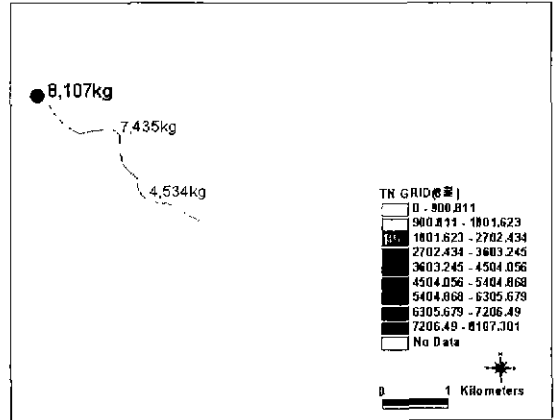 8,107kg
7,435kg
4,534kg
TN GRID(총필)
0 - 900.811
900.811 - 1801.623
1801.623 - 2702.434
2702.434 - 3603.245
3603.245 - 4504.056
4504.056 - 5404.868
5404.868 - 6305.679
6305.679 - 7206.49
7206.49 - 8107.301
No Data
0 1 Kilometers